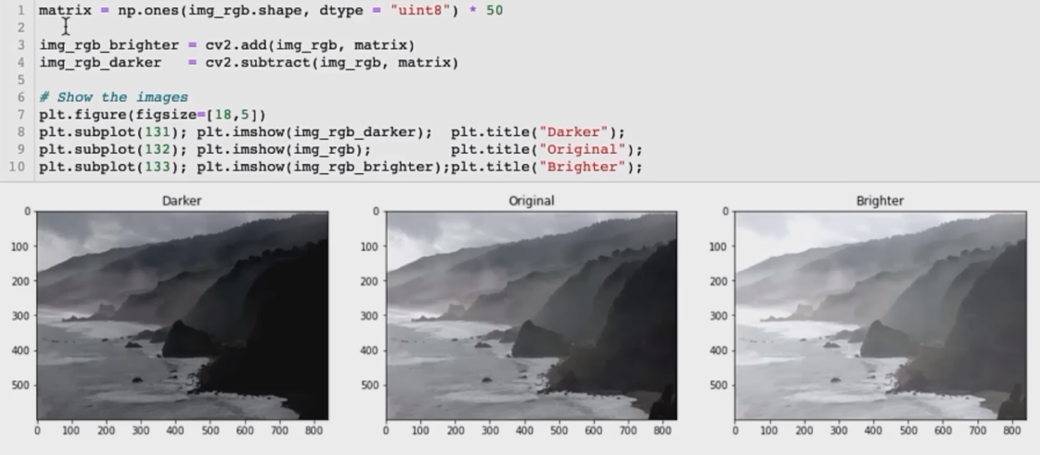 1 matrix = np.ones(img_rgb.shape, dtype = "uint8") * 50
2
3 img_rgb_brighter = cv2.add(img_rgb, matrix)
4 img_rgb_darker   = cv2.subtract(img_rgb, matrix)
5
6 # Show the images
7 plt.figure(figsize=[18,5])
8 plt.subplot(131); plt.imshow(img_rgb_darker);  plt.title("Darker");
9 plt.subplot(132); plt.imshow(img_rgb);         plt.title("Original");
10 plt.subplot(133); plt.imshow(img_rgb_brighter);plt.title("Brighter");
Darker
0
100
200
300
400
500
0 100 200 300 400 500 600 700 800
Original
0
100
200
300
400
500
0 100 200 300 400 500 600 700 800
Brighter
0
100
200
300
400
500
0 100 200 300 400 500 600 700 800